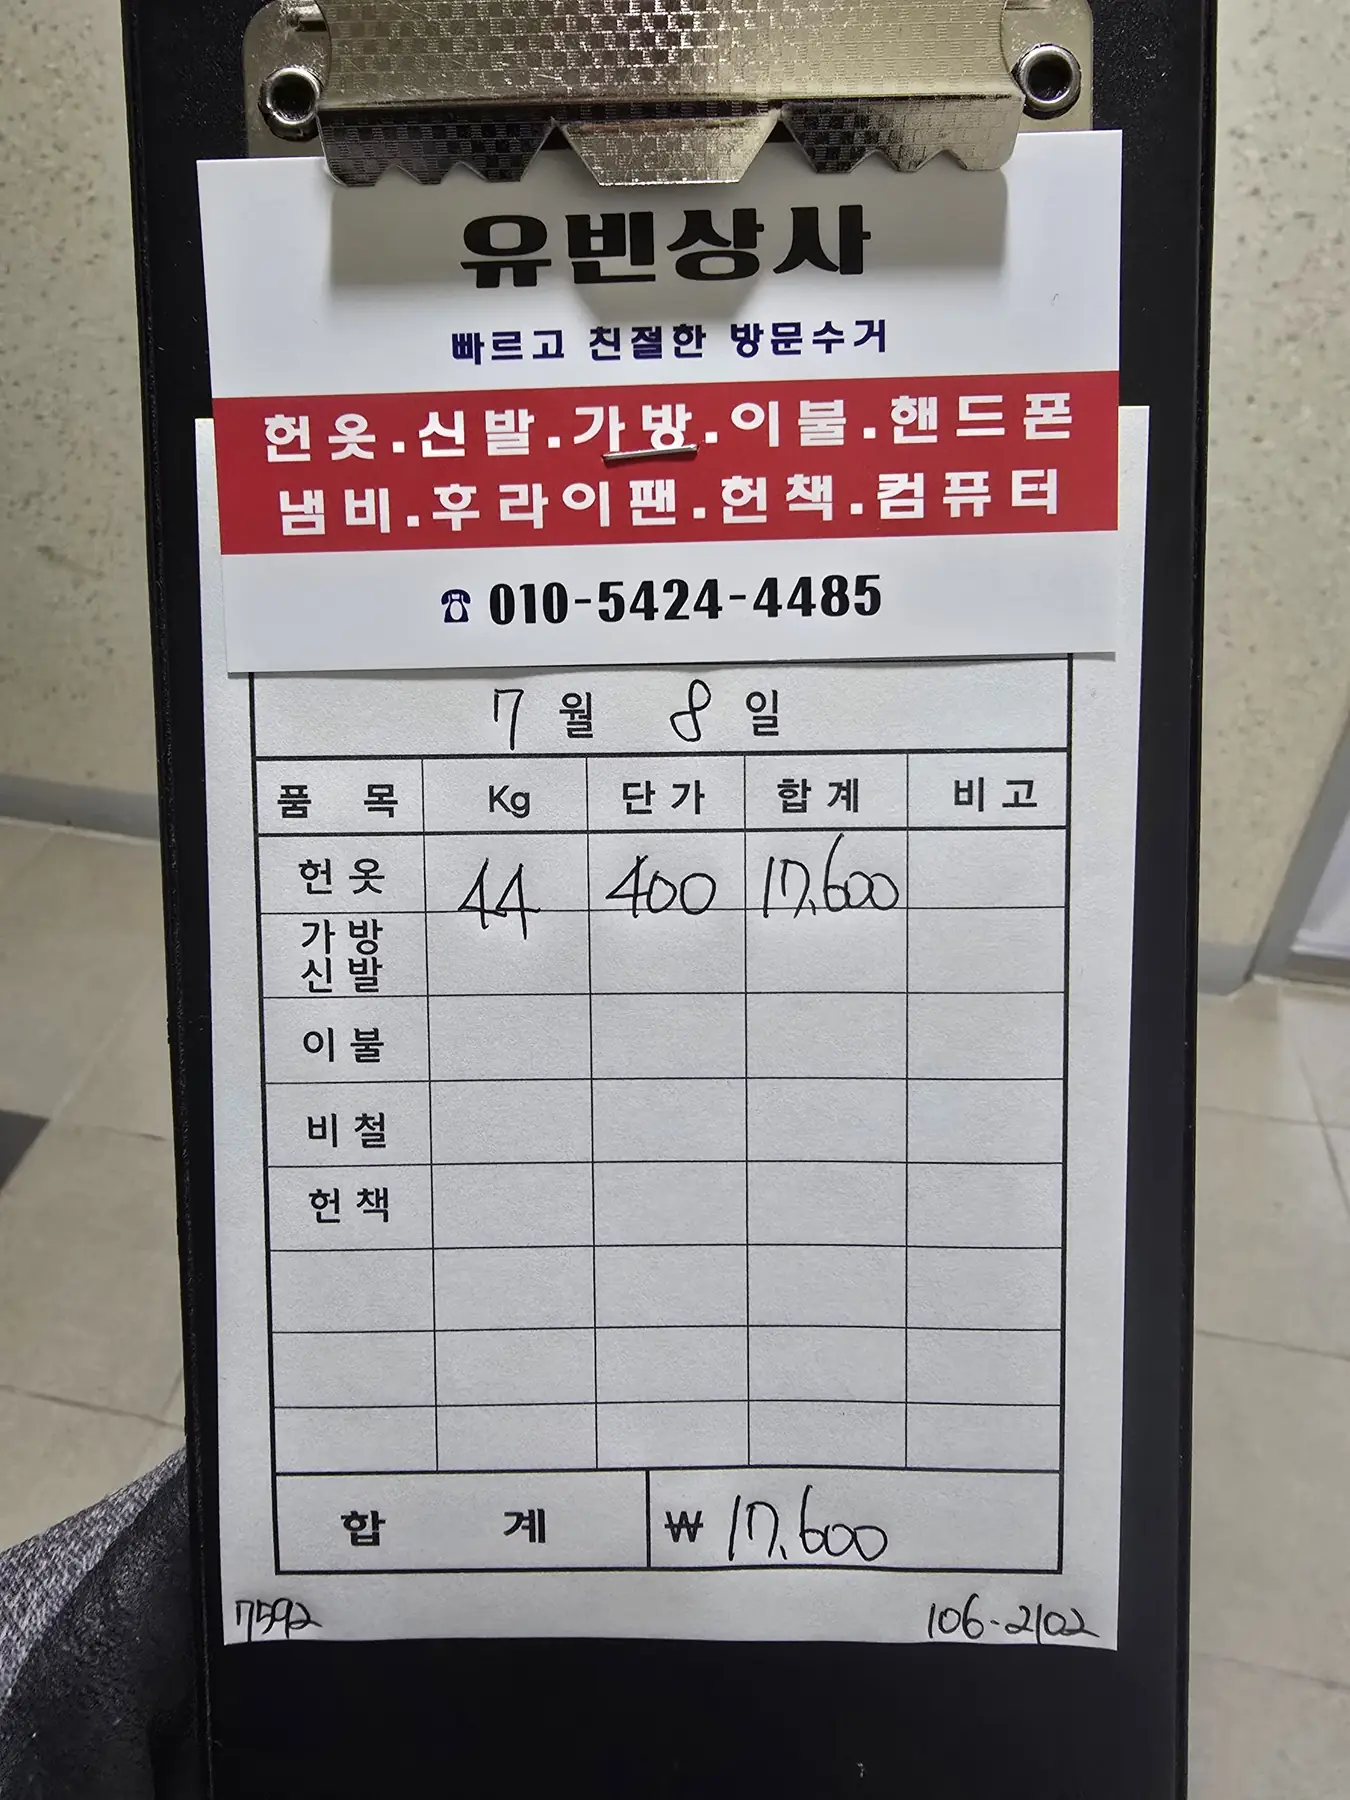 유빈상사
빠르고 친절한 방문수거
헌옷.신발.가방.이불.핸드폰
냄비.후라이팬.헌책.컴퓨터
☎ 010-5424-4485
7월 8일
품 목 Kg 단가 합계 비고
헌옷 44 400 17,600
가방
신발
이불
비철
헌책
합 계 ₩ 17,600
7592 106-2102